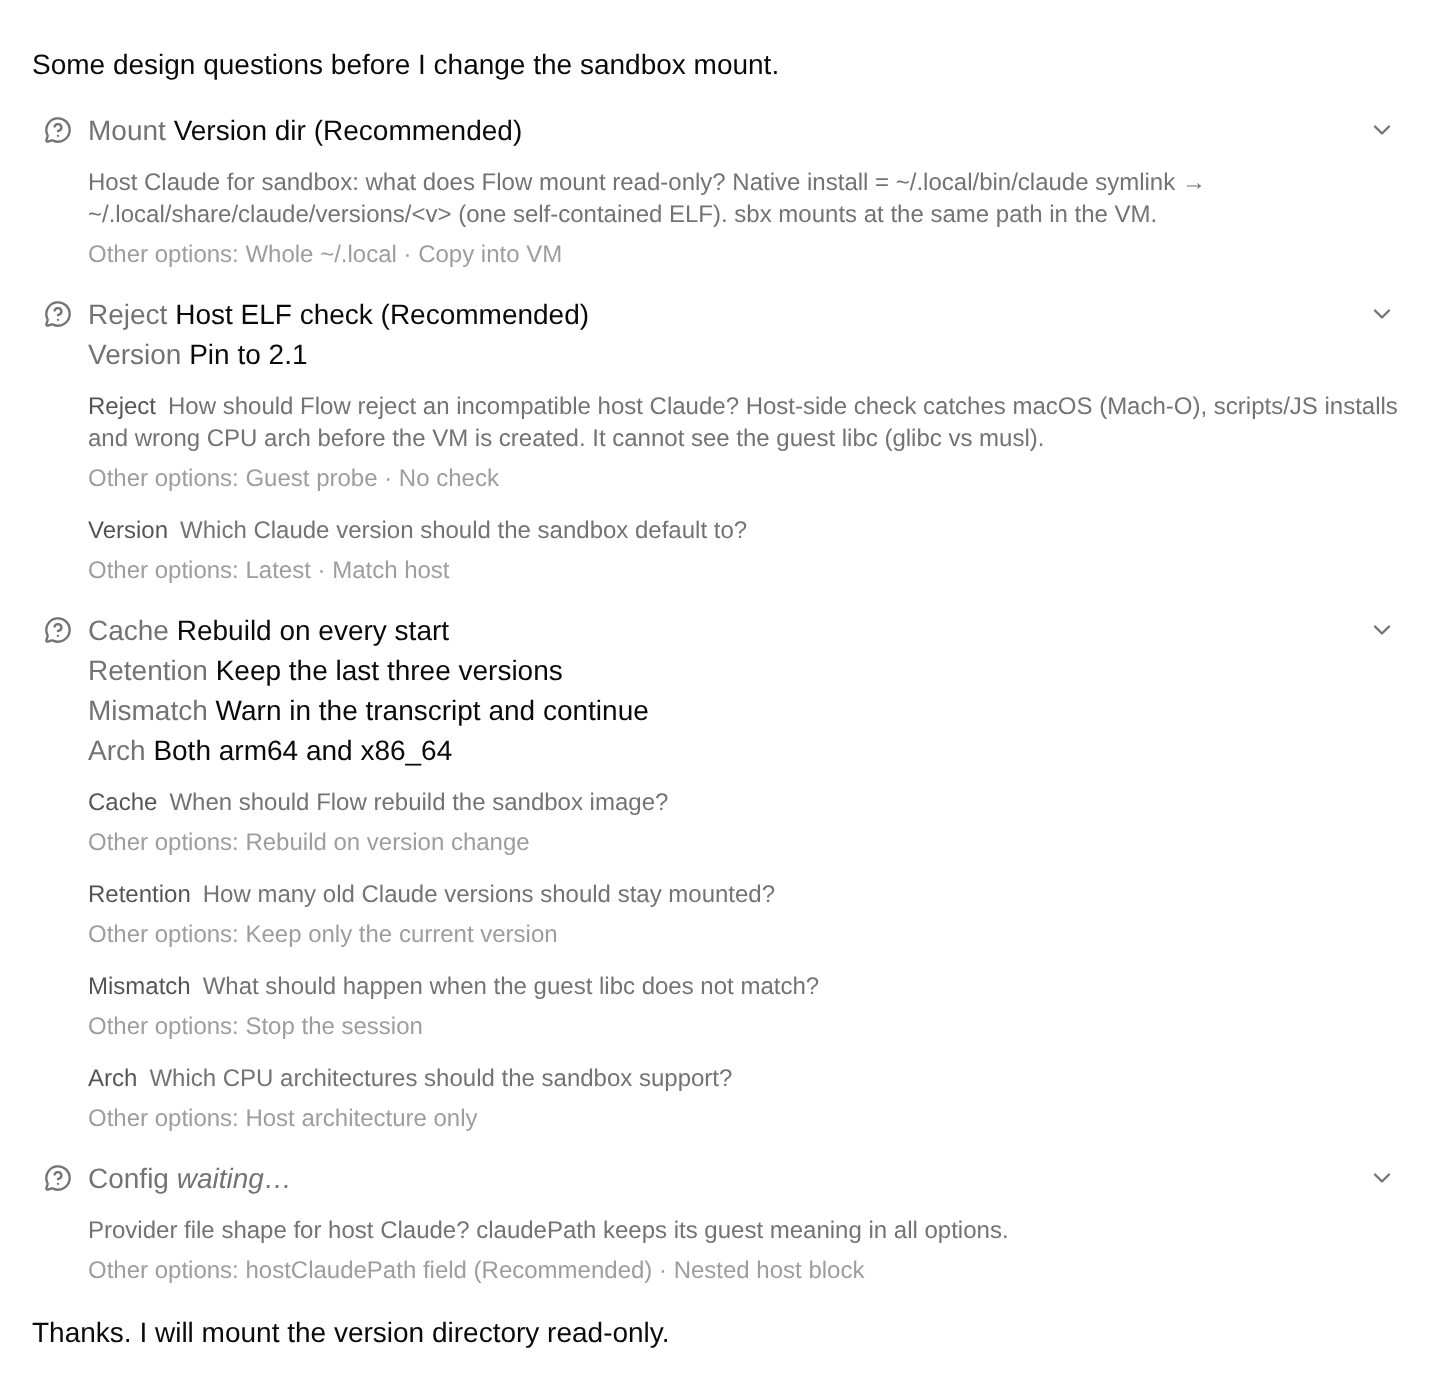 Some design questions before I change the sandbox mount.
Mount Version dir (Recommended)
Host Claude for sandbox: what does Flow mount read-only? Native install = ~/.local/bin/claude symlink →
~/.local/share/claude/versions/<v> (one self-contained ELF). sbx mounts at the same path in the VM.
Other options: Whole ~/.local · Copy into VM
Reject Host ELF check (Recommended)
Version Pin to 2.1
Reject How should Flow reject an incompatible host Claude? Host-side check catches macOS (Mach-O), scripts/JS installs
and wrong CPU arch before the VM is created. It cannot see the guest libc (glibc vs musl).
Other options: Guest probe · No check
Version Which Claude version should the sandbox default to?
Other options: Latest · Match host
Cache Rebuild on every start
Retention Keep the last three versions
Mismatch Warn in the transcript and continue
Arch Both arm64 and x86_64
Cache When should Flow rebuild the sandbox image?
Other options: Rebuild on version change
Retention How many old Claude versions should stay mounted?
Other options: Keep only the current version
Mismatch What should happen when the guest libc does not match?
Other options: Stop the session
Arch Which CPU architectures should the sandbox support?
Other options: Host architecture only
Config waiting…
Provider file shape for host Claude? claudePath keeps its guest meaning in all options.
Other options: hostClaudePath field (Recommended) · Nested host block
Thanks. I will mount the version directory read-only.